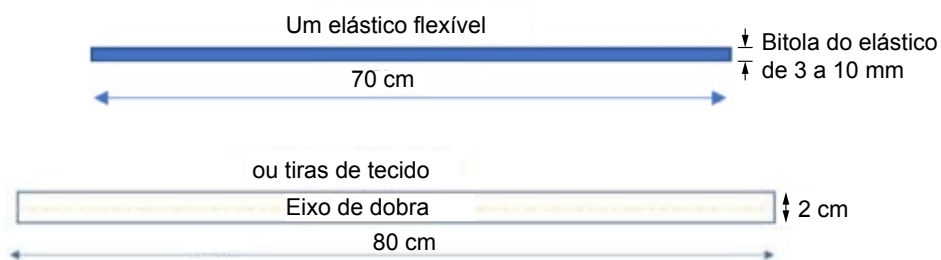 Um elástico flexível
Bitola do elástico
de 3 a 10 mm
70 cm
ou tiras de tecido
Eixo de dobra
2 cm
80 cm